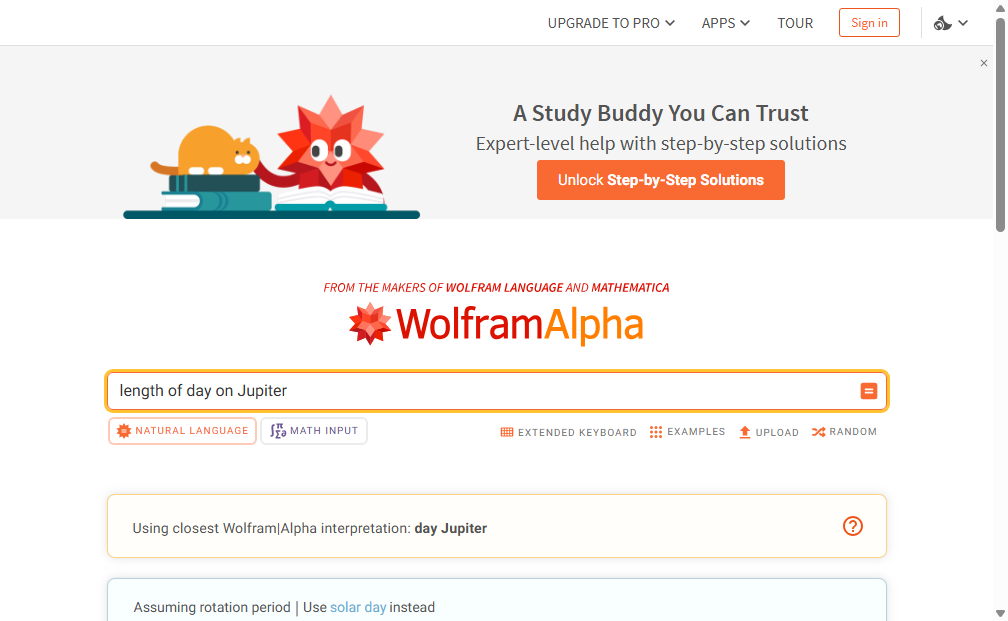 UPGRADE TO PRO APPS TOUR Sign in
A Study Buddy You Can Trust
Expert-level help with step-by-step solutions
Unlock Step-by-Step Solutions
FROM THE MAKERS OF WOLFRAM LANGUAGE AND MATHEMATICA
WolframAlpha
length of day on Jupiter
NATURAL LANGUAGE MATH INPUT EXTENDED KEYBOARD EXAMPLES UPLOAD RANDOM
Using closest Wolfram|Alpha interpretation: day Jupiter
Assuming rotation period | Use solar day instead